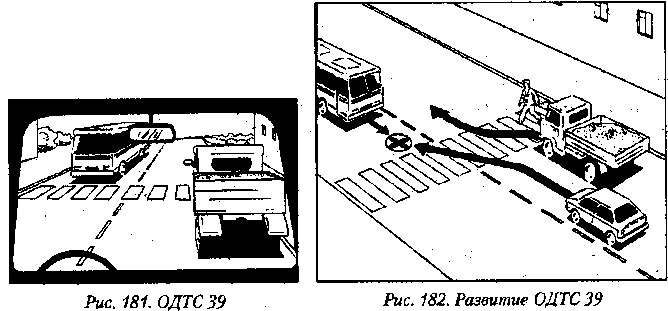 Рис. 181. ОДТС 39
Рис. 182. Развитие ОДТС 39